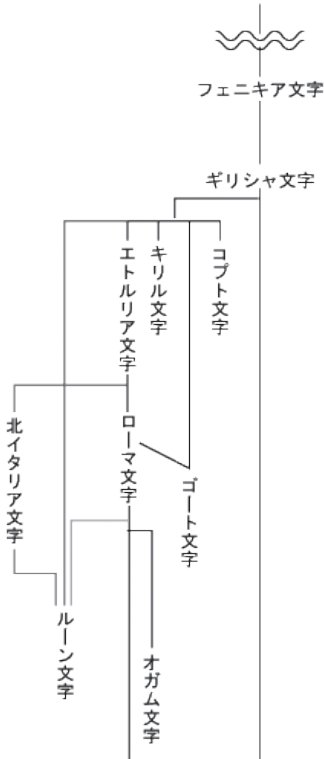 フェニキア文字
ギリシャ文字
エトルリア文字
キリル文字
コプト文字
北イタリア文字
ローマ文字
ゴート文字
ルーン文字
オガム文字